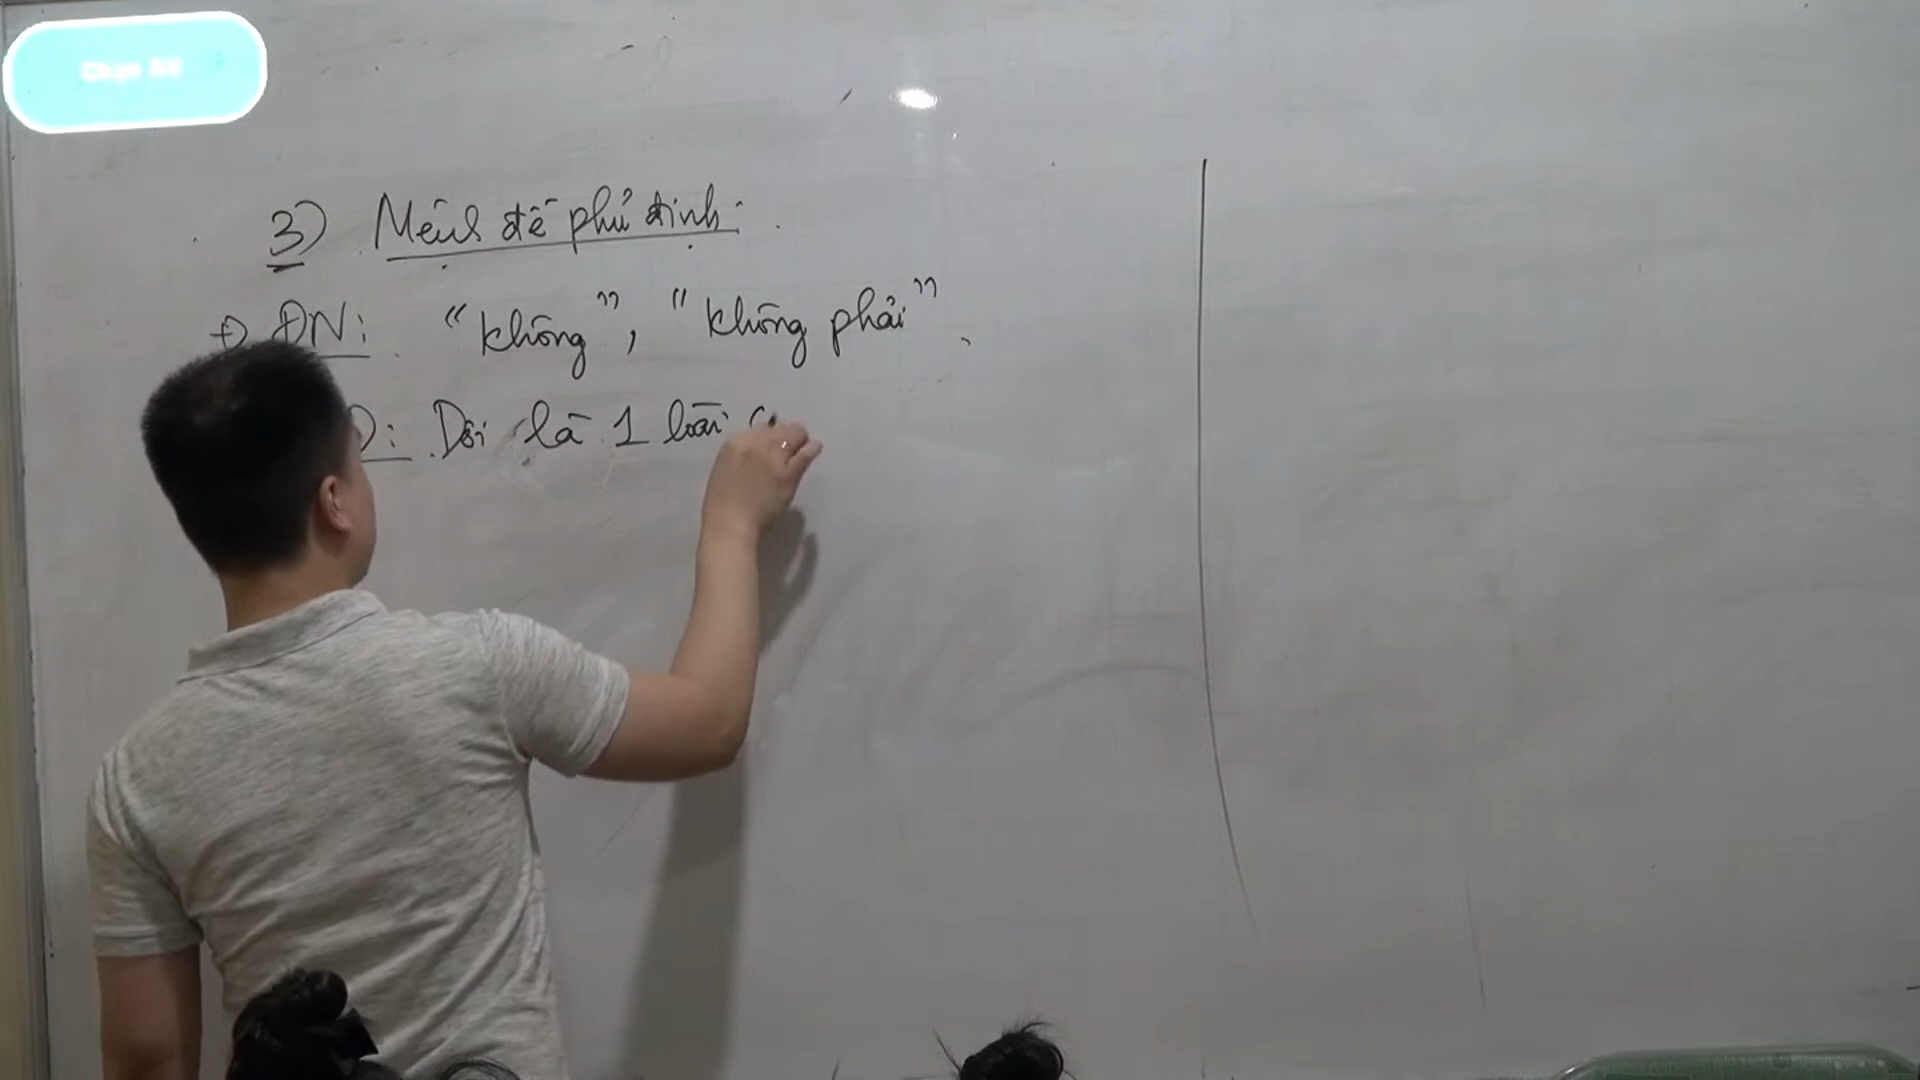 3) Mệnh đề phủ định.
+) ĐN: "không", "không phải".
D: Dơi là 1 loài